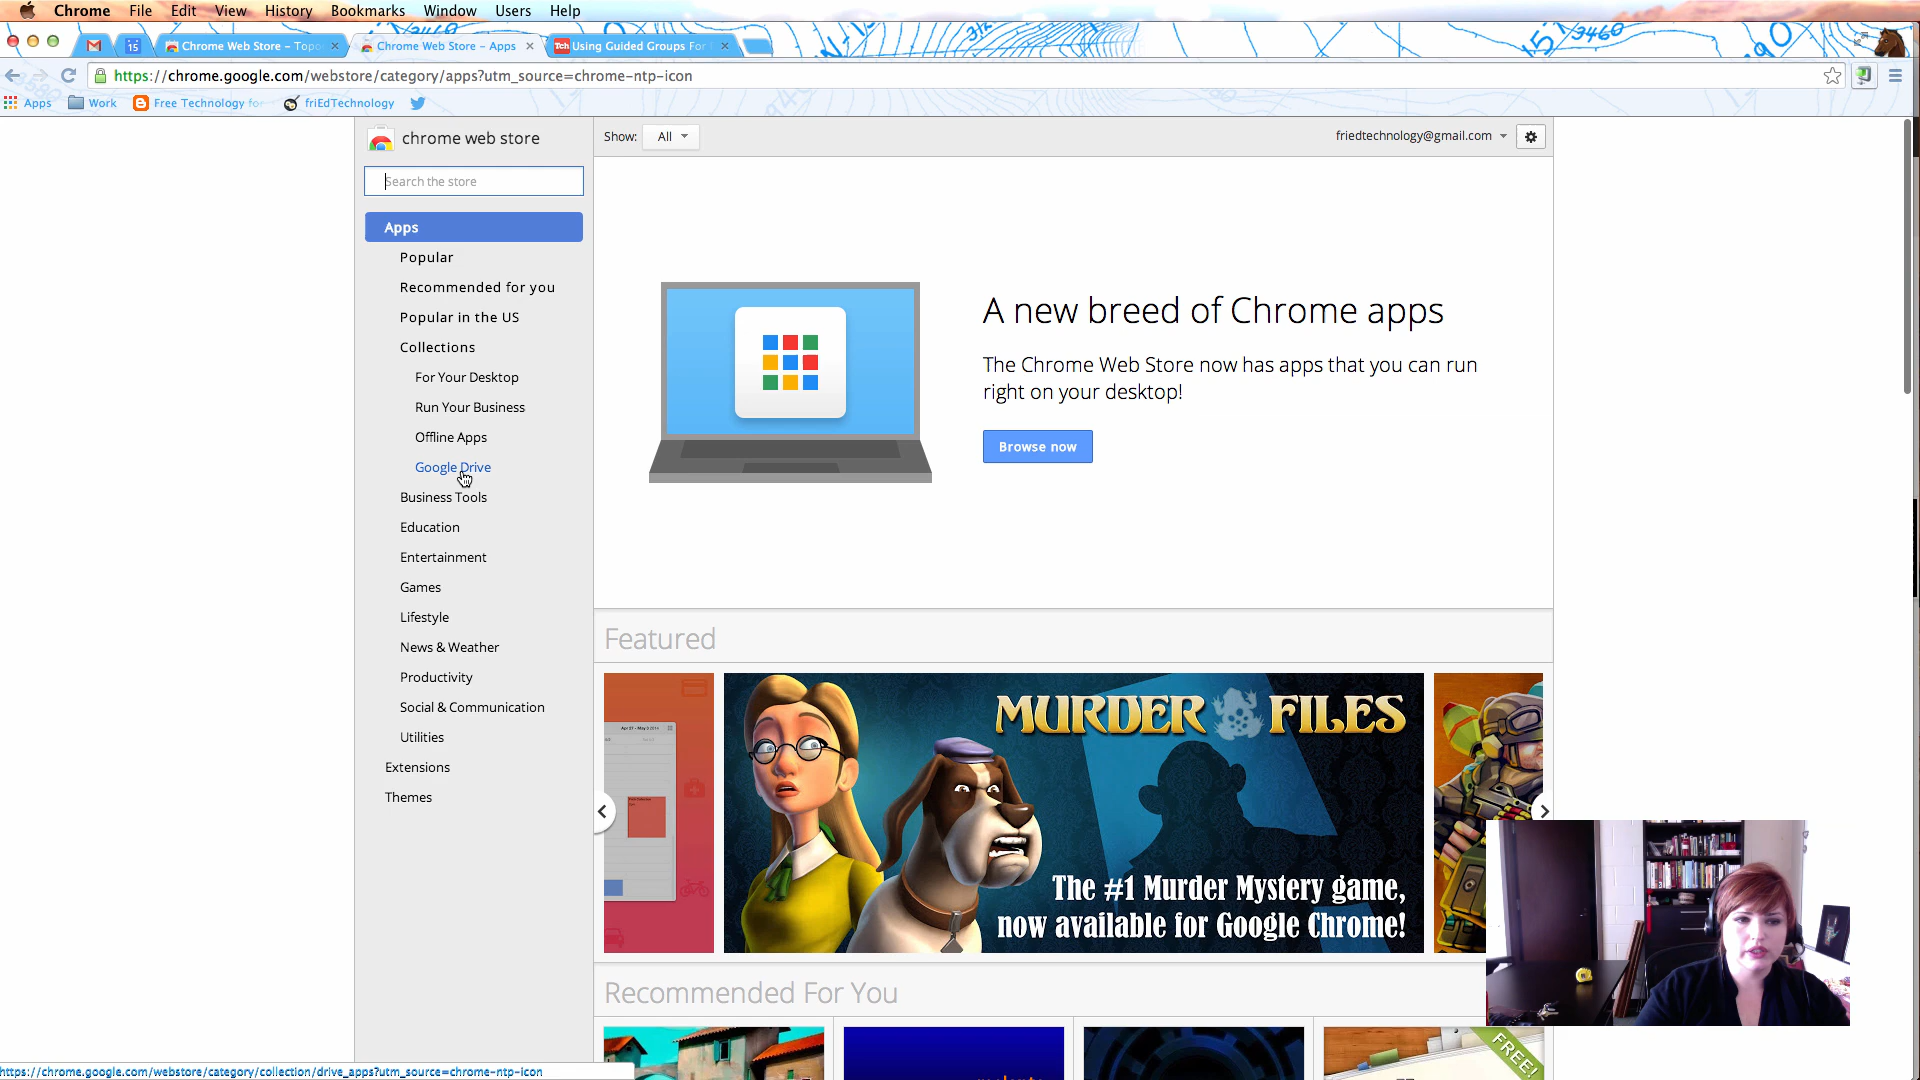 Chrome File Edit View History Bookmarks Window Users Help
15 Chrome Web Store – Topo Chrome Web Store – Apps Tch Using Guided Groups For
https://chrome.google.com/webstore/category/apps?utm_source=chrome-ntp-icon
Apps Work Free Technology for friEdTechnology
chrome web store
Show: All
friedtechnology@gmail.com
Search the store
Apps
Popular
Recommended for you
Popular in the US
Collections
For Your Desktop
Run Your Business
Offline Apps
Google Drive
Business Tools
Education
Entertainment
Games
Lifestyle
News & Weather
Productivity
Social & Communication
Utilities
Extensions
Themes
A new breed of Chrome apps
The Chrome Web Store now has apps that you can run
right on your desktop!
Browse now
Featured
MURDER FILES
The #1 Murder Mystery game,
now available for Google Chrome!
Recommended For You
FREE!
https://chrome.google.com/webstore/category/collection/drive_apps?utm_source=chrome-ntp-icon